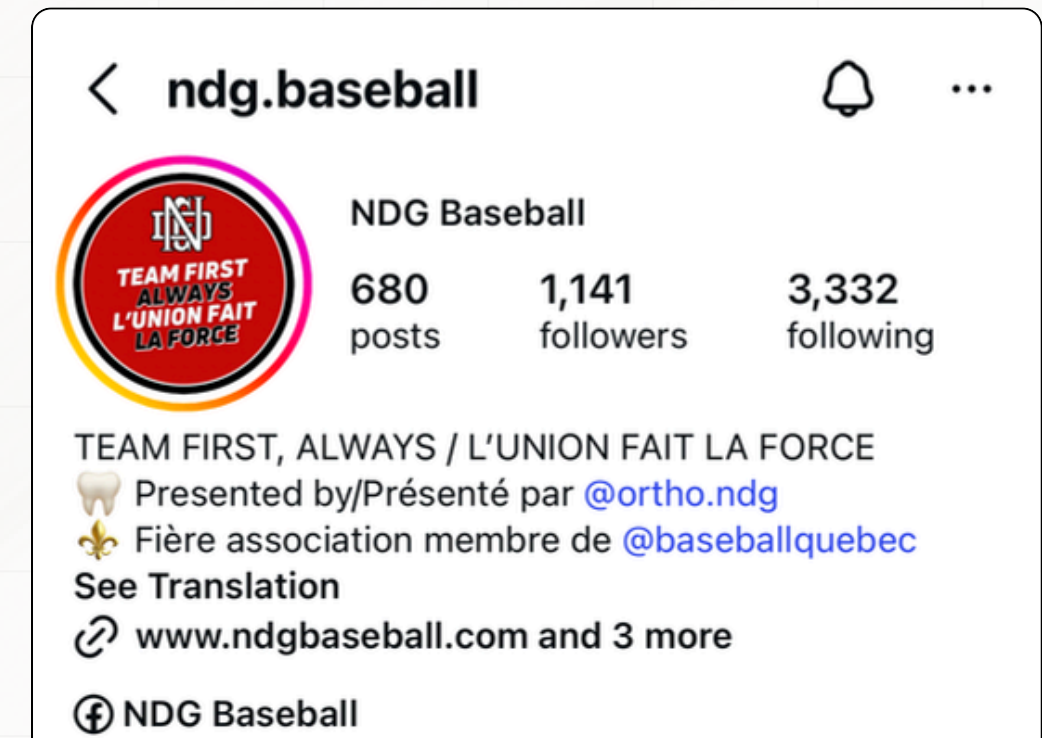 ndg.baseball
NDG
TEAM FIRST
ALWAYS
L'UNION FAIT
LA FORCE
NDG Baseball
680 1,141 3,332
posts followers following
TEAM FIRST, ALWAYS / L'UNION FAIT LA FORCE
Presented by/Présenté par @ortho.ndg
Fière association membre de @baseballquebec
See Translation
www.ndgbaseball.com and 3 more
NDG Baseball